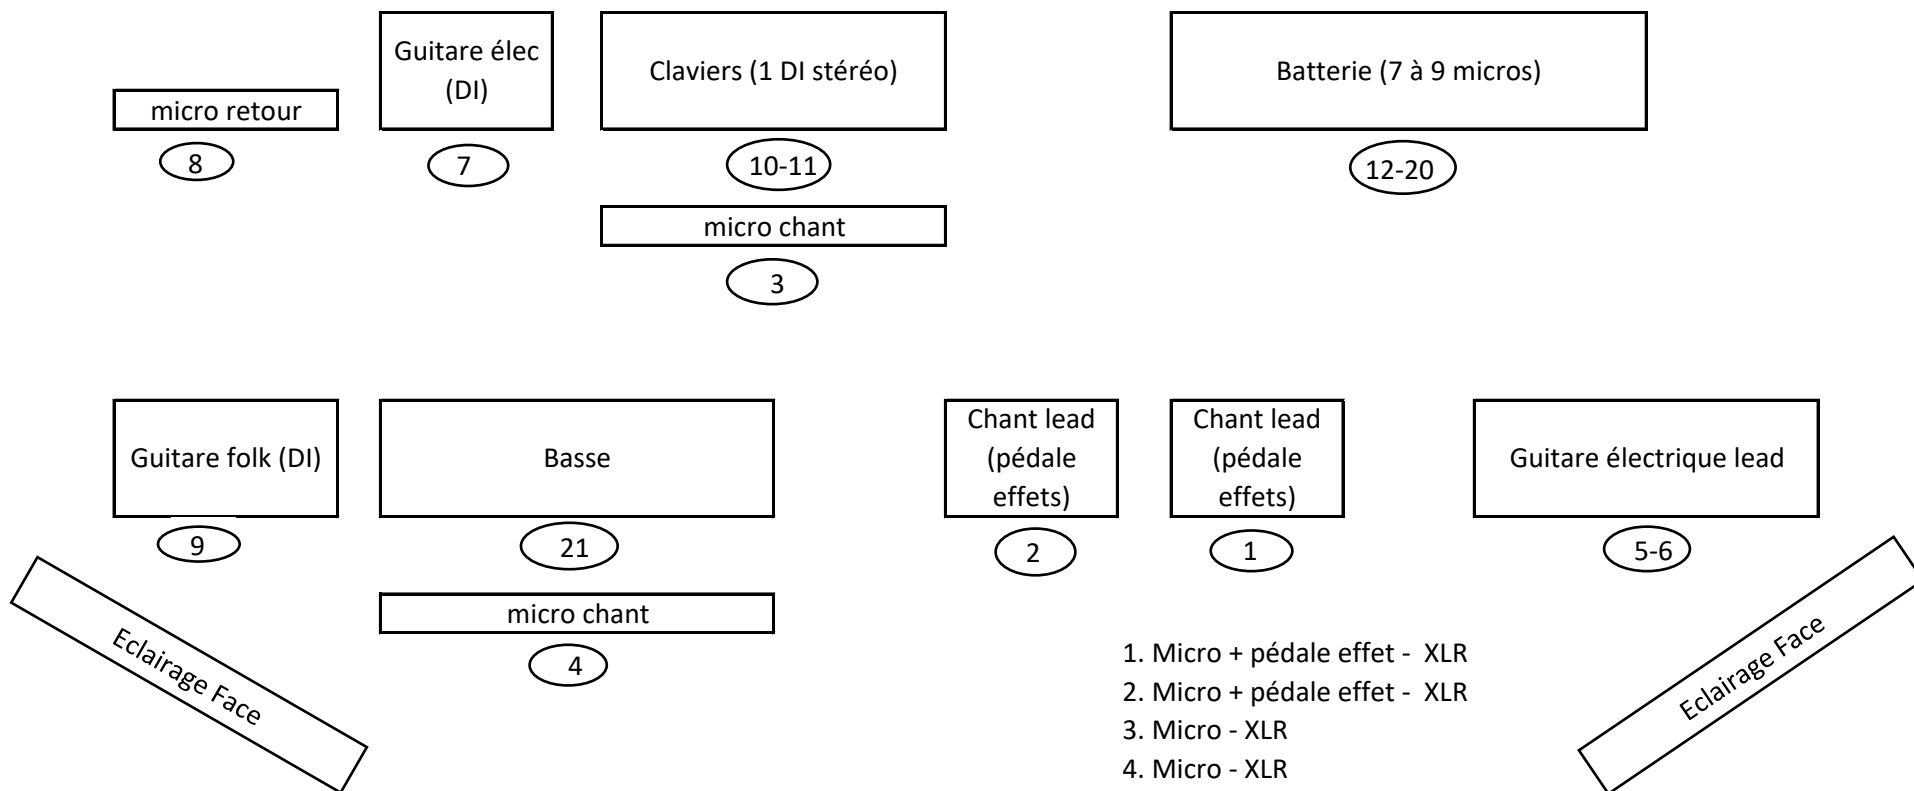 Guitare élec
(DI)
Claviers (1 DI stéréo)
Batterie (7 à 9 micros)
micro retour
8
7
10-11
12-20
micro chant
3
Guitare folk (DI)
Basse
Chant lead
(pédale
effets)
Chant lead
(pédale
effets)
Guitare électrique lead
9
21
2
1
5-6
micro chant
4
Eclairage Face
Eclairage Face
1. Micro + pédale effet - XLR
2. Micro + pédale effet - XLR
3. Micro - XLR
4. Micro - XLR